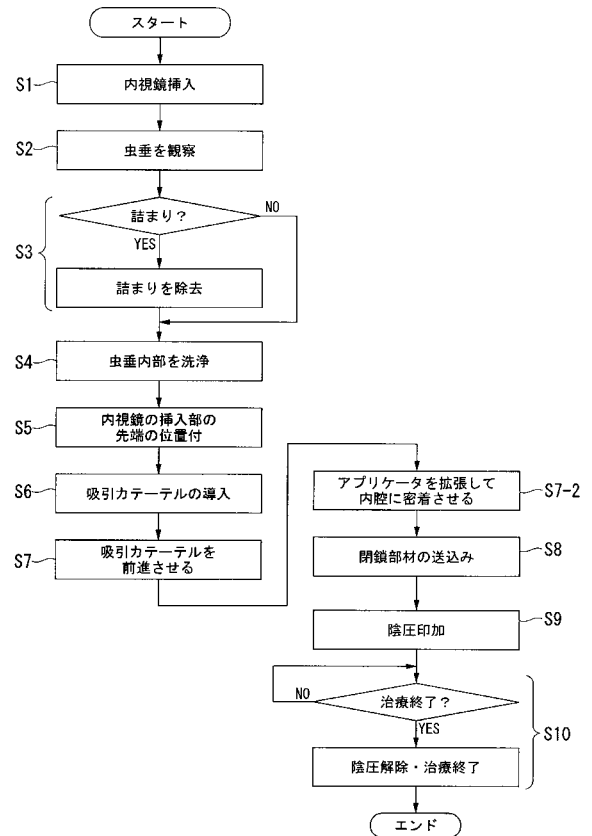 スタート
S1
内視鏡挿入
S2
虫垂を観察
詰まり？
NO
YES
S3
詰まりを除去
S4
虫垂内部を洗浄
S5
内視鏡の挿入部の
先端の位置付
S6
吸引カテーテルの導入
S7
吸引カテーテルを
前進させる
アプリケータを拡張して
内腔に密着させる
S7-2
閉鎖部材の送込み
S8
陰圧印加
S9
治療終了？
NO
YES
S10
陰圧解除・治療終了
エンド